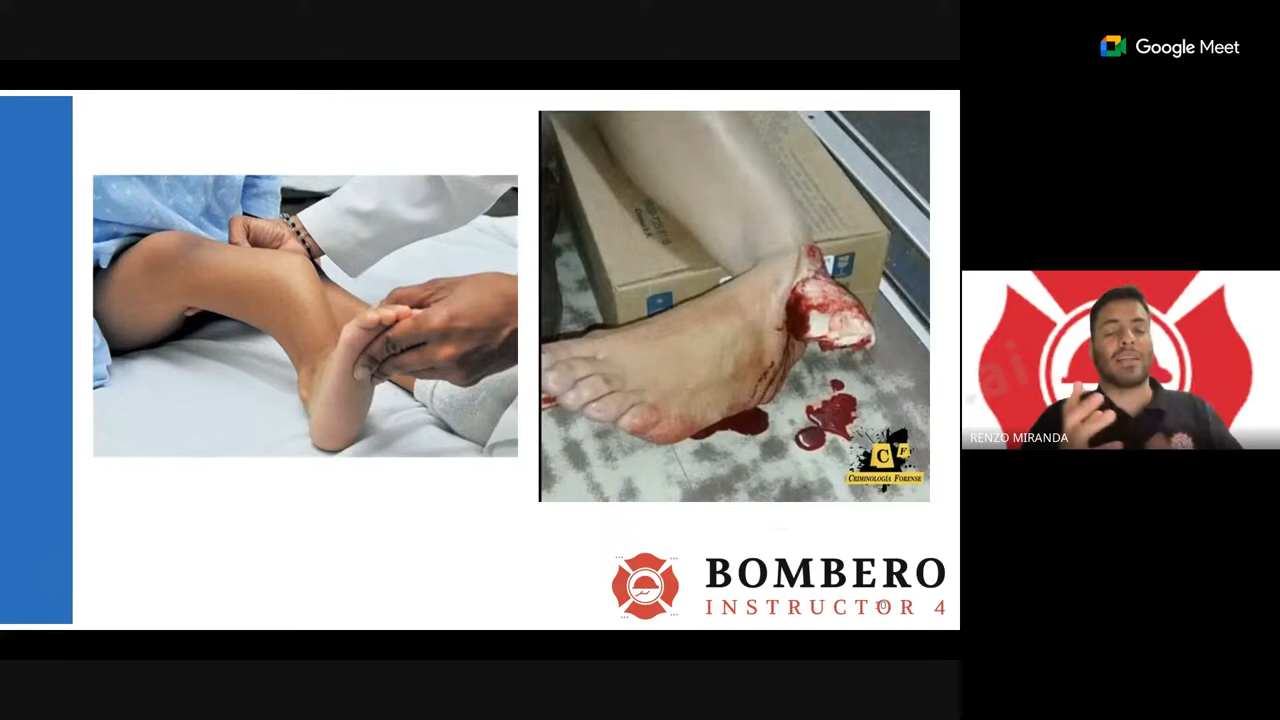 Google Meet
C F
CRIMINOLOGÍA FORENSE
RENZO MIRANDA
BOMBERO
INSTRUCTOR 4